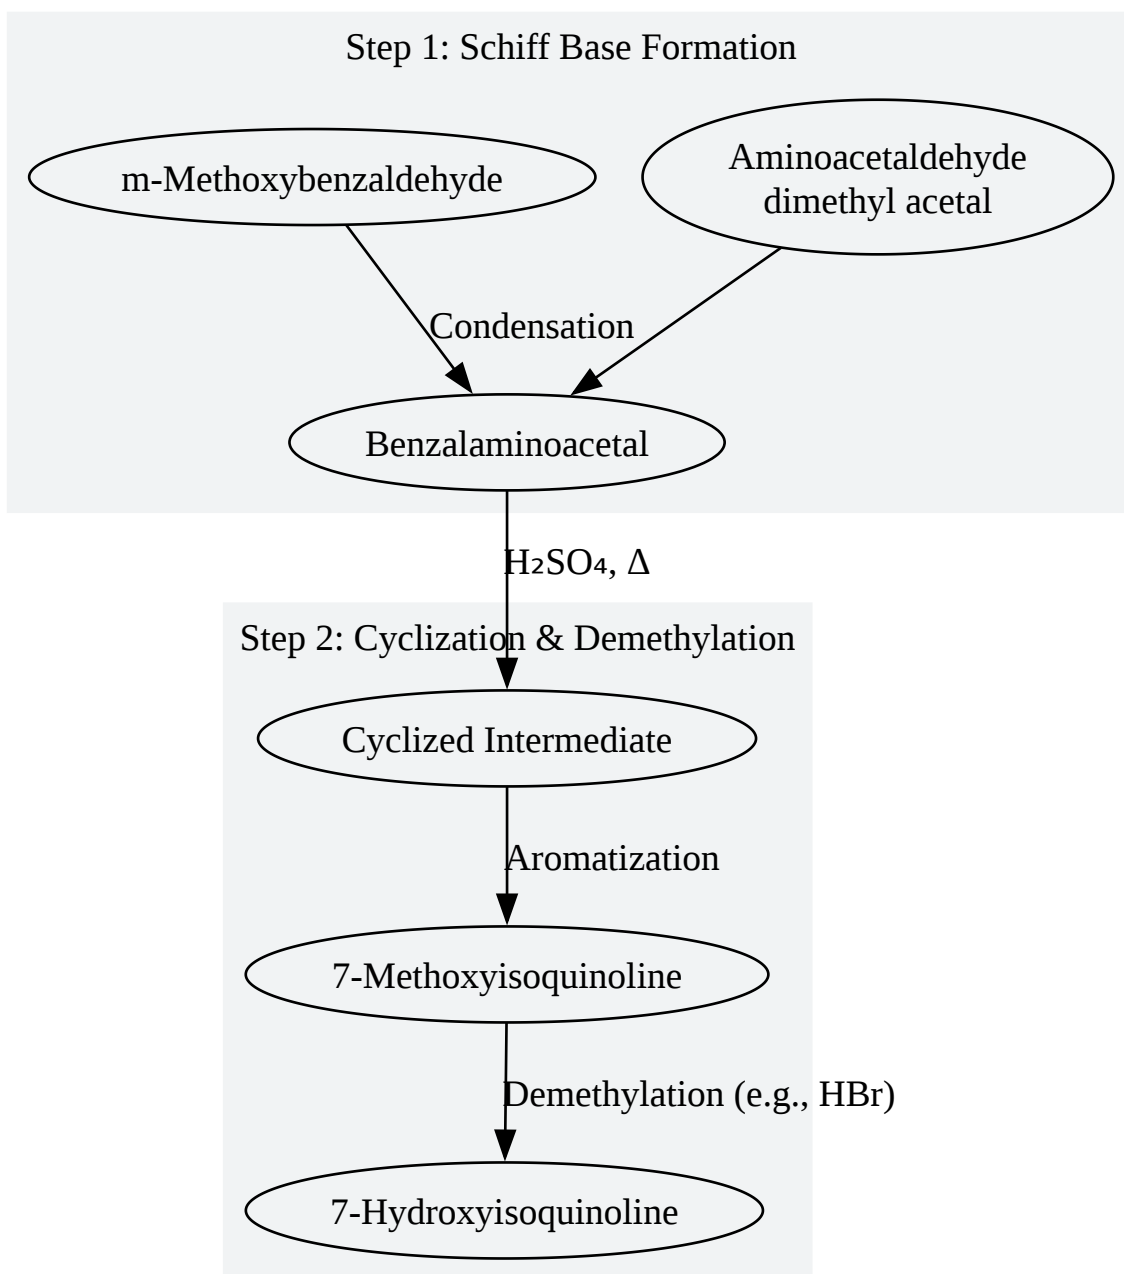 Step 1: Schiff Base Formation
m-Methoxybenzaldehyde
Aminoacetaldehyde
dimethyl acetal
Condensation
Benzalaminoacetal
H₂SO₄, Δ
Step 2: Cyclization & Demethylation
Cyclized Intermediate
Aromatization
7-Methoxyisoquinoline
Demethylation (e.g., HBr)
7-Hydroxyisoquinoline